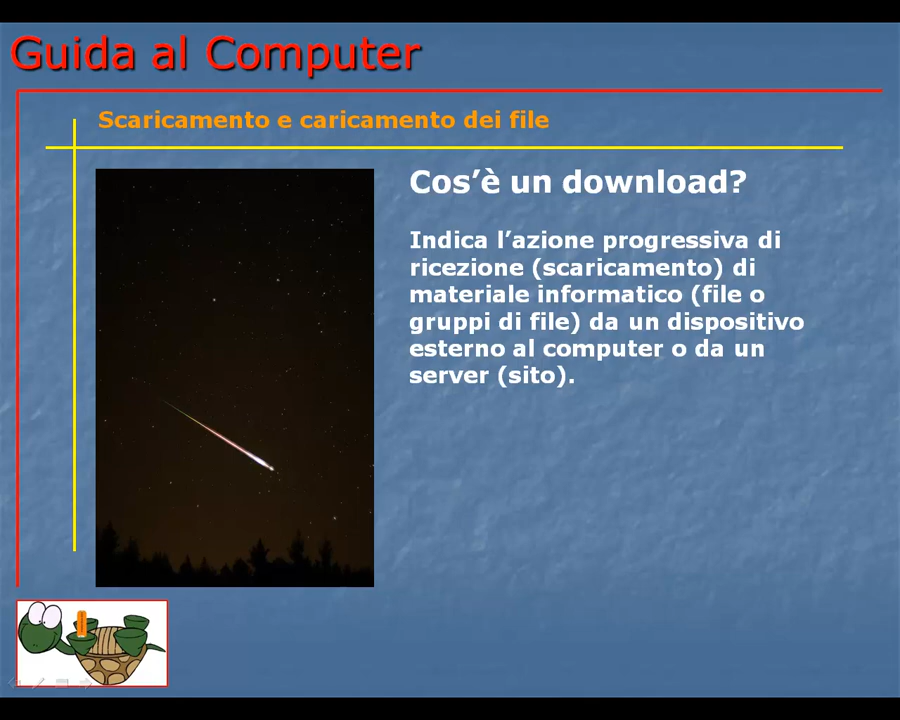 Guida al Computer
Scaricamento e caricamento dei file
Cos’è un download?
Indica l’azione progressiva di
ricezione (scaricamento) di
materiale informatico (file o
gruppi di file) da un dispositivo
esterno al computer o da un
server (sito).